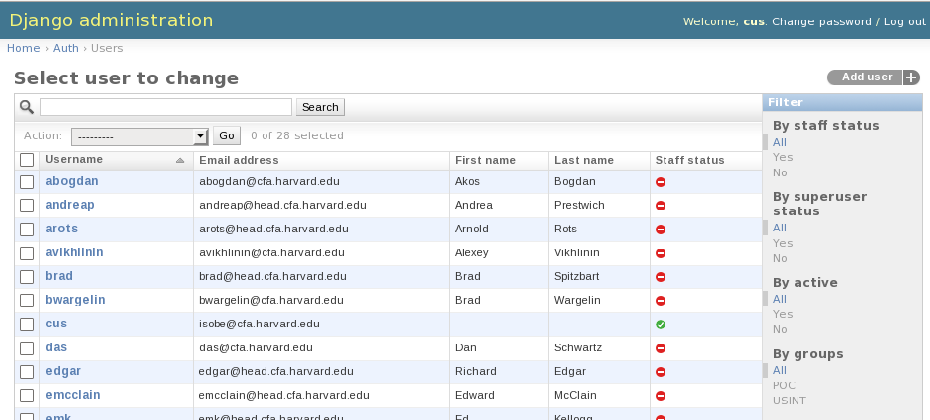 Django administration
Welcome, cus. Change password / Log out
Home › Auth › Users
Select user to change
Add user +
Search
Action: --------- Go 0 of 28 selected
Username Email address First name Last name Staff status
abogdan abogdan@cfa.harvard.edu Akos Bogdan
andreap andreap@head.cfa.harvard.edu Andrea Prestwich
arots arots@head.cfa.harvard.edu Arnold Rots
avikhlinin avikhlinin@cfa.harvard.edu Alexey Vikhlinin
brad brad@head.cfa.harvard.edu Brad Spitzbart
bwargelin bwargelin@cfa.harvard.edu Brad Wargelin
cus isobe@cfa.harvard.edu
das das@cfa.harvard.edu Dan Schwartz
edgar edgar@head.cfa.harvard.edu Richard Edgar
emcclain emcclain@head.cfa.harvard.edu Edward McClain
emk emk@head.cfa.harvard.edu Ed Kellogg
Filter
By staff status
All
Yes
No
By superuser
status
All
Yes
No
By active
All
Yes
No
By groups
All
POC
USINT